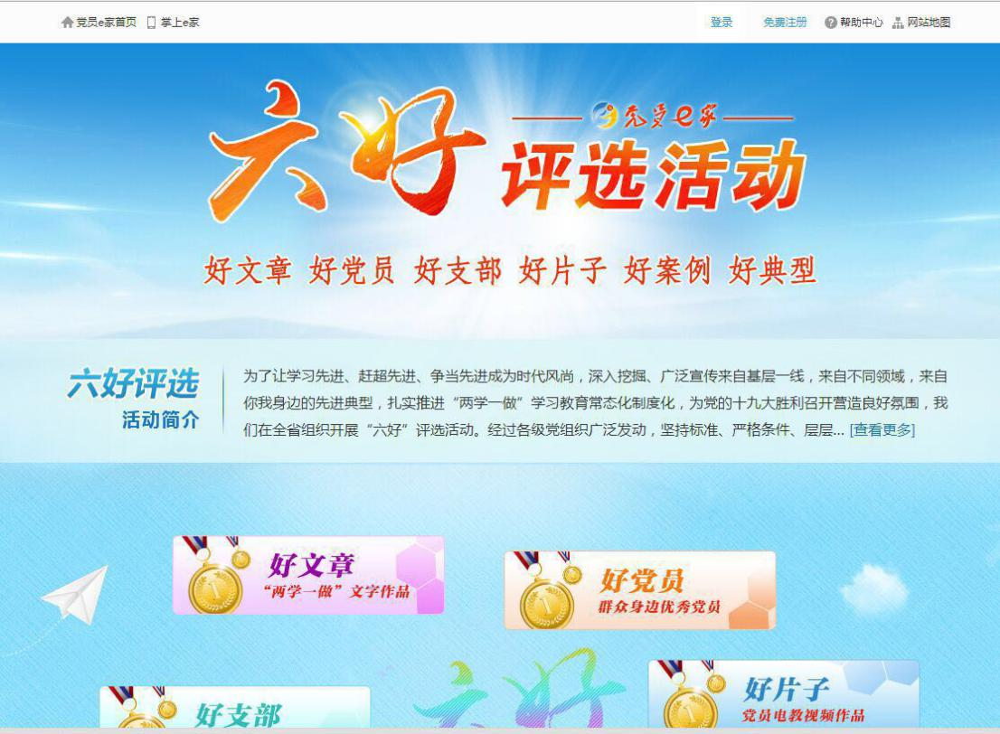 党员e家首页 掌上e家 登录 免费注册 帮助中心 网站地图
六好
党员e家
评选活动
好文章 好党员 好支部 好片子 好案例 好典型
六好评选
活动简介
为了让学习先进、赶超先进、争当先进成为时代风尚，深入挖掘、广泛宣传来自基层一线，来自不同领域，来自
你我身边的先进典型，扎实推进“两学一做”学习教育常态化制度化，为党的十九大胜利召开营造良好氛围，我
们在全省组织开展“六好”评选活动。经过各级党组织广泛发动，坚持标准、严格条件、层层... [查看更多]
好文章
“两学一做”文字作品
好党员
群众身边优秀党员
六好
好片子
党员电教视频作品
好支部